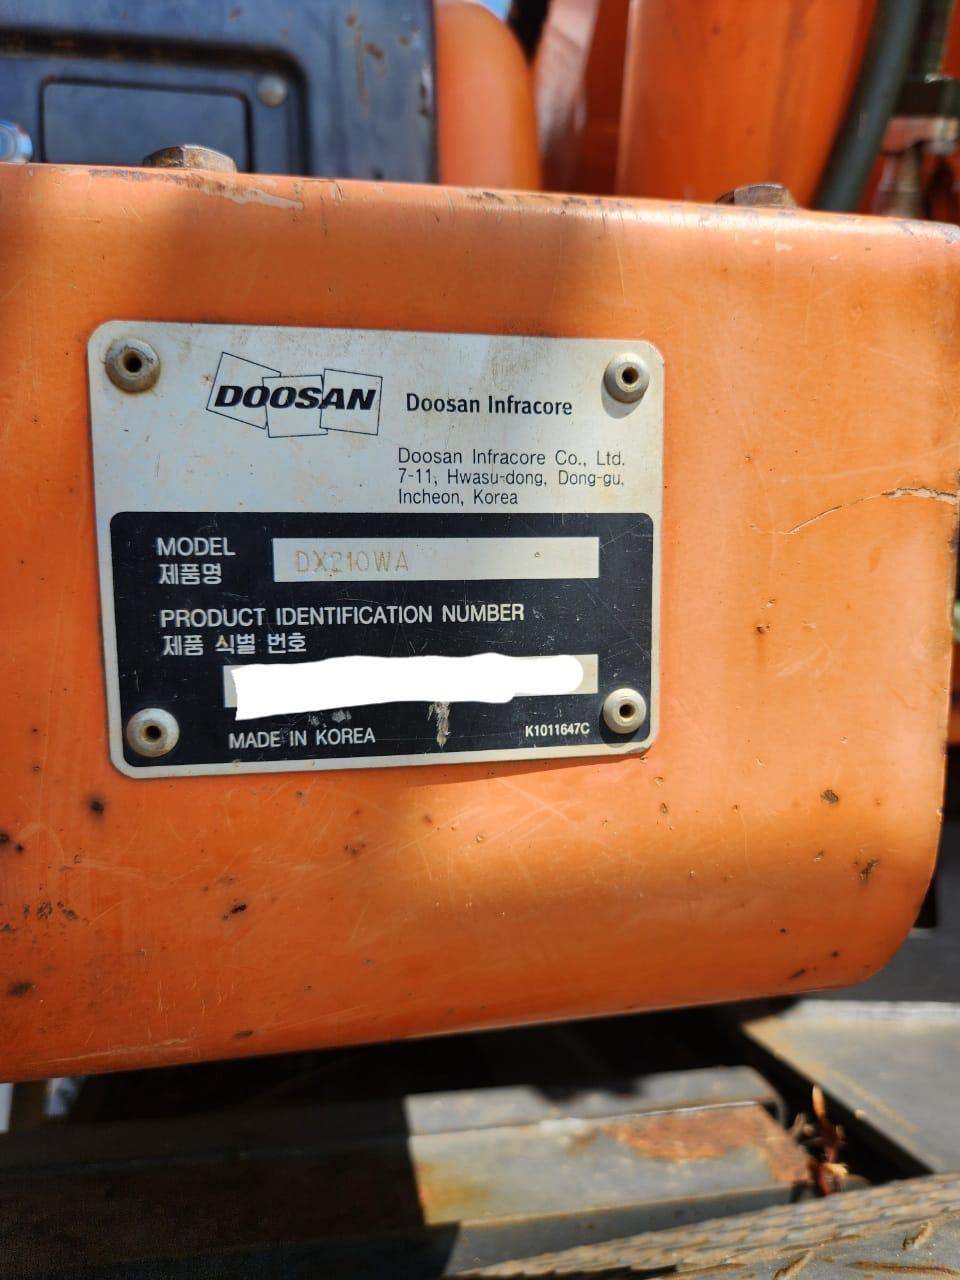 DOOSAN Doosan Infracore
Doosan Infracore Co., Ltd.
7-11, Hwasu-dong, Dong-gu,
Incheon, Korea
MODEL DX210WA
제품명
PRODUCT IDENTIFICATION NUMBER
제품 식별 번호
MADE IN KOREA K1011647C